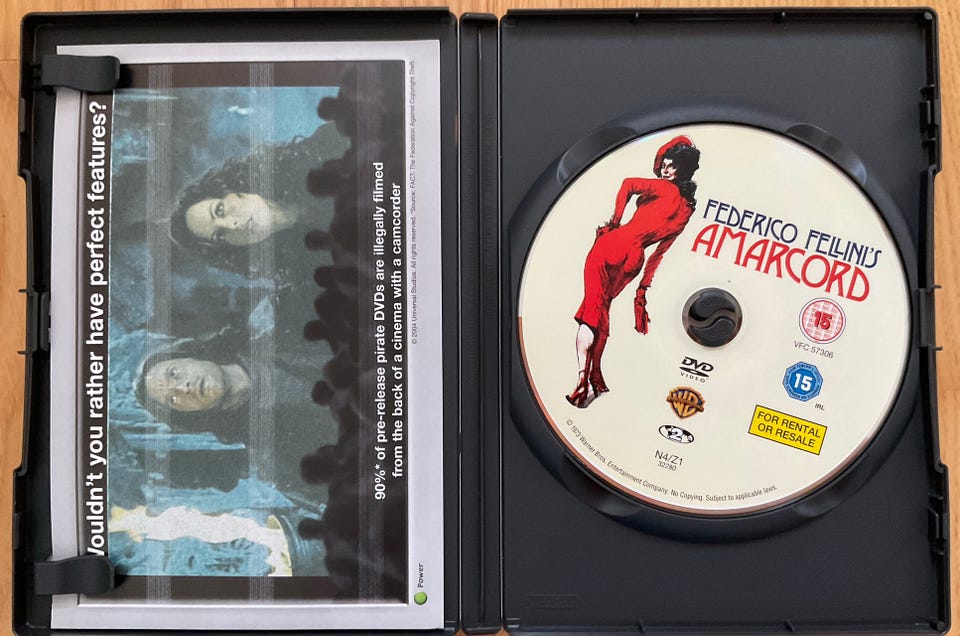 Wouldn't you rather have perfect features?
90%* of pre-release pirate DVDs are illegally filmed
from the back of a cinema with a camcorder
© 2004 Universal Studios. All rights reserved. *Source: FACT: The Federation Against Copyright Theft.
Power
FEDERICO FELLINI'S
AMARCORD
15
VFC 57306
DVD
VIDEO
15
IRL
WB
2
FOR RENTAL
OR RESALE
N4/Z1
32280
© 1973 Warner Bros. Entertainment Company. No Copying. Subject to applicable laws.